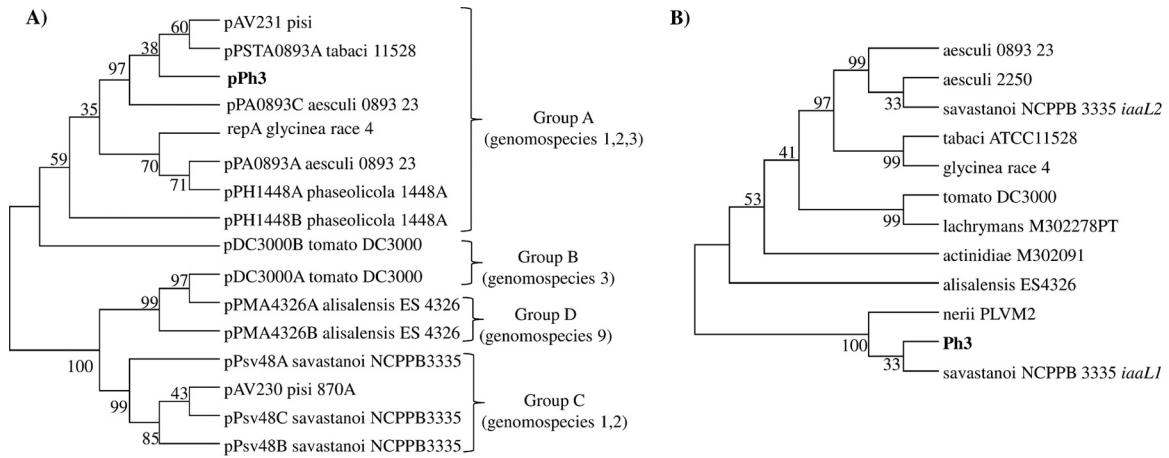 A)
60
pAV231 pisi
pPSTA0893A tabaci 11528
38
pPh3
97
pPA0893C aesculi 0893 23
35
repA glycinea race 4
70
pPA0893A aesculi 0893 23
71
pPH1448A phaseolicola 1448A
59
pPH1448B phaseolicola 1448A
Group A
(genomospecies 1,2,3)
pDC3000B tomato DC3000
pDC3000A tomato DC3000
Group B
(genomospecies 3)
97
99
pPMA4326A alisalensis ES 4326
pPMA4326B alisalensis ES 4326
Group D
(genomospecies 9)
100
pPsv48A savastanoi NCPPB3335
99
pAV230 pisi 870A
43
pPsv48C savastanoi NCPPB3335
85
pPsv48B savastanoi NCPPB3335
Group C
(genomospecies 1,2)
B)
aesculi 0893 23
99
aesculi 2250
33
savastanoi NCPPB 3335 iaaL2
97
tabaci ATCC11528
99
glycinea race 4
41
tomato DC3000
99
lachrymans M302278PT
53
actinidiae M302091
alisalensis ES4326
nerii PLVM2
100
Ph3
33
savastanoi NCPPB 3335 iaaL1